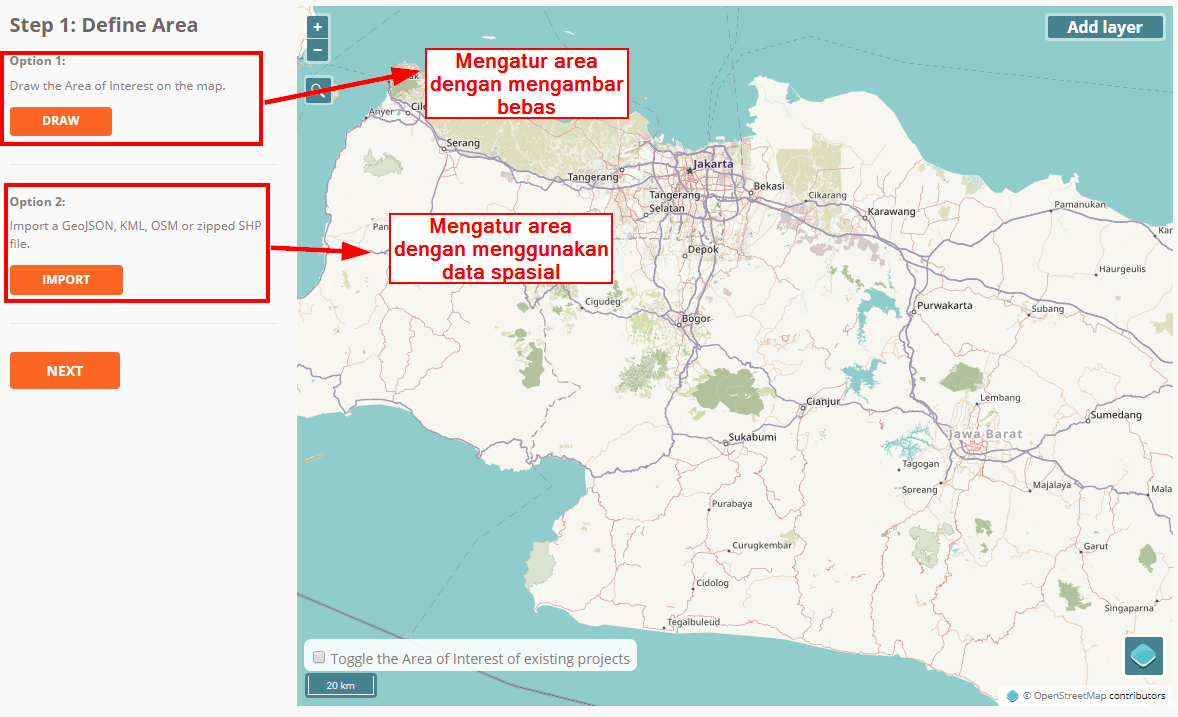 Step 1: Define Area
Option 1:
Draw the Area of Interest on the map.
DRAW
Option 2:
Import a GeoJSON, KML, OSM or zipped SHP
file.
IMPORT
NEXT
+
−
Add layer
Mengatur area
dengan mengambar
bebas
Anyer
Serang
Jakarta
Tangerang
Bekasi
Cikarang
Tangerang
Selatan
Karawang
Pamanukan
Mengatur area
dengan menggunakan
data spasial
Depok
Haurgeulis
Cigudeg
Purwakarta
Subang
Bogor
Lembang
Cianjur
Sumedang
Sukabumi
Jawa Barat
Tagogan
Soreang
Majalaya
Purabaya
Curugkembar
Garut
Cidolog
Singaparna
Tegalbuleud
Toggle the Area of Interest of existing projects
20 km
© OpenStreetMap contributors